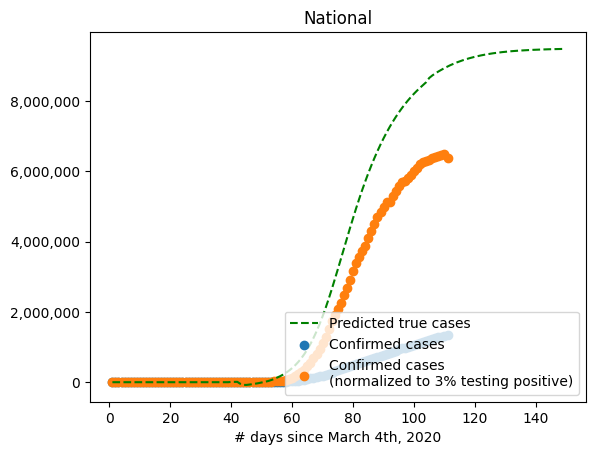 National
8,000,000
6,000,000
4,000,000
2,000,000
0
Predicted true cases
Confirmed cases
Confirmed cases
(normalized to 3% testing positive)
0 20 40 60 80 100 120 140
# days since March 4th, 2020